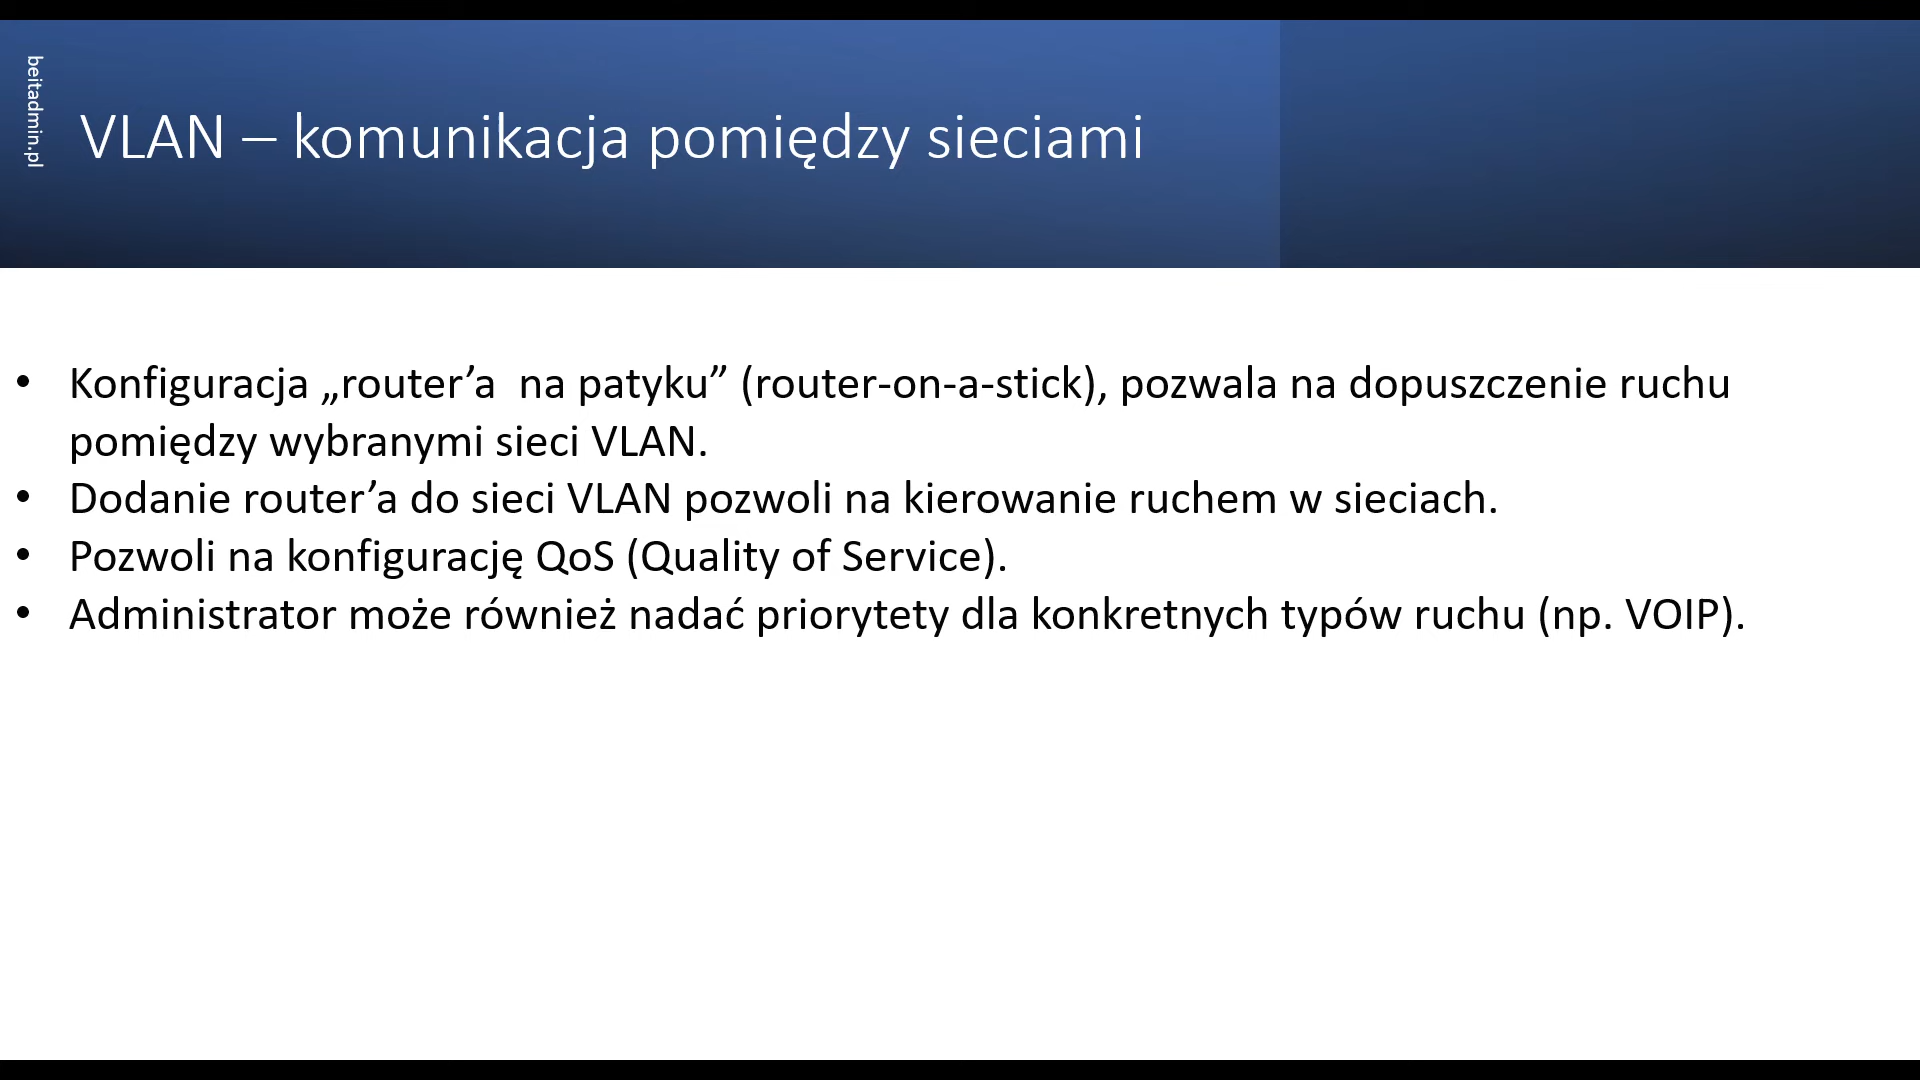 beitadmin.pl
VLAN – komunikacja pomiędzy sieciami
• Konfiguracja „router’a  na patyku” (router-on-a-stick), pozwala na dopuszczenie ruchu
pomiędzy wybranymi sieci VLAN.
• Dodanie router’a do sieci VLAN pozwoli na kierowanie ruchem w sieciach.
• Pozwoli na konfigurację QoS (Quality of Service).
• Administrator może również nadać priorytety dla konkretnych typów ruchu (np. VOIP).